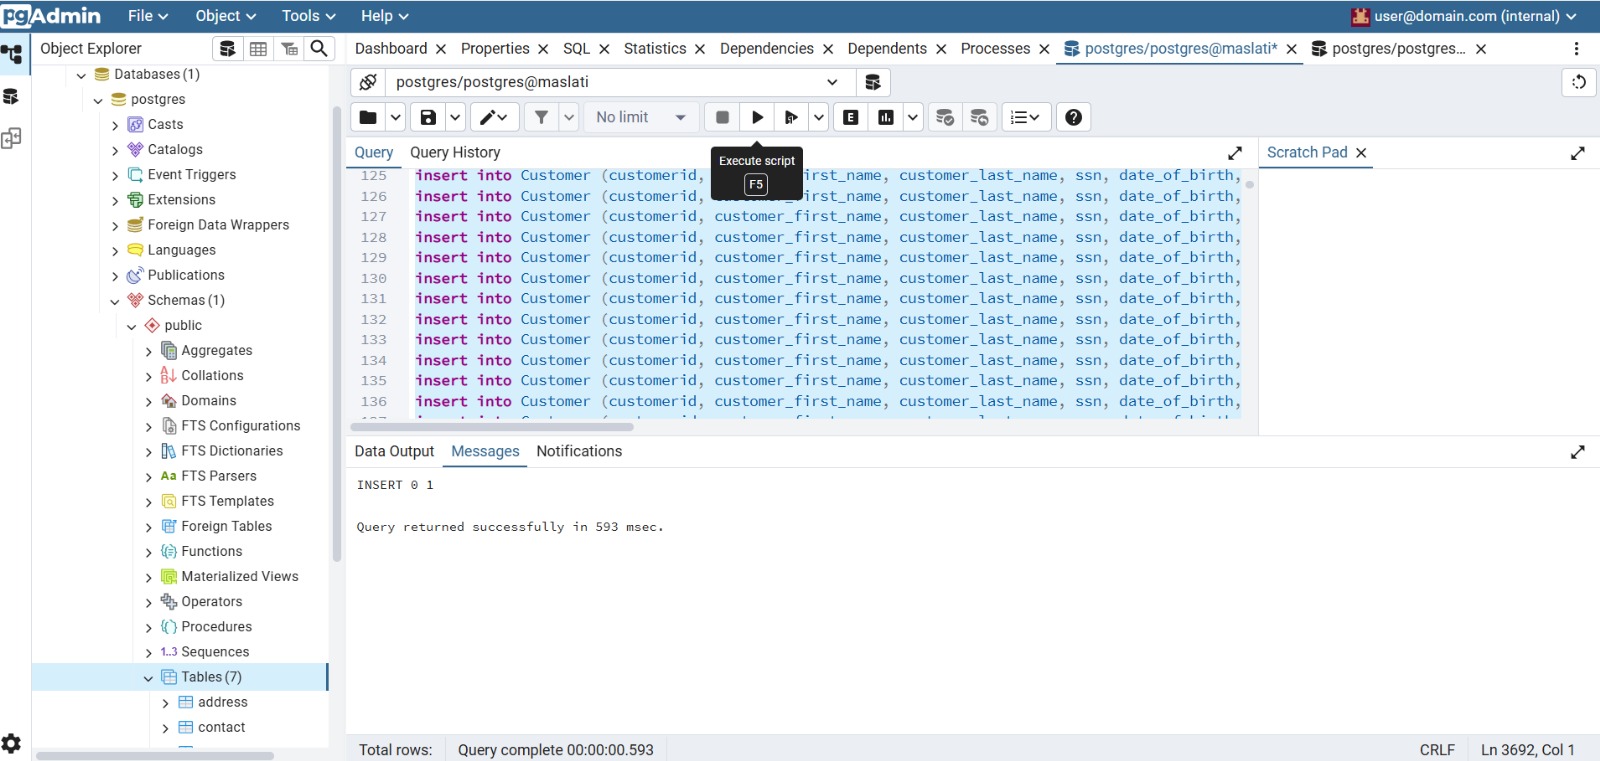 pgAdmin File Object Tools Help user@domain.com (internal)
Object Explorer
Dashboard Properties SQL Statistics Dependencies Dependents Processes postgres/postgres@maslati* postgres/postgres...
postgres/postgres@maslati
No limit
Execute script
F5
Databases (1)
postgres
Casts
Catalogs
Event Triggers
Extensions
Foreign Data Wrappers
Languages
Publications
Schemas (1)
public
Aggregates
Collations
Domains
FTS Configurations
FTS Dictionaries
Aa FTS Parsers
FTS Templates
Foreign Tables
Functions
Materialized Views
Operators
Procedures
1..3 Sequences
Tables (7)
address
contact
Query Query History
Scratch Pad
125 insert into Customer (customerid, first_name, customer_last_name, ssn, date_of_birth,
126 insert into Customer (customerid, customer_first_name, customer_last_name, ssn, date_of_birth,
127 insert into Customer (customerid, customer_first_name, customer_last_name, ssn, date_of_birth,
128 insert into Customer (customerid, customer_first_name, customer_last_name, ssn, date_of_birth,
129 insert into Customer (customerid, customer_first_name, customer_last_name, ssn, date_of_birth,
130 insert into Customer (customerid, customer_first_name, customer_last_name, ssn, date_of_birth,
131 insert into Customer (customerid, customer_first_name, customer_last_name, ssn, date_of_birth,
132 insert into Customer (customerid, customer_first_name, customer_last_name, ssn, date_of_birth,
133 insert into Customer (customerid, customer_first_name, customer_last_name, ssn, date_of_birth,
134 insert into Customer (customerid, customer_first_name, customer_last_name, ssn, date_of_birth,
135 insert into Customer (customerid, customer_first_name, customer_last_name, ssn, date_of_birth,
136 insert into Customer (customerid, customer_first_name, customer_last_name, ssn, date_of_birth,
Data Output Messages Notifications
INSERT 0 1
Query returned successfully in 593 msec.
Total rows: Query complete 00:00:00.593 CRLF Ln 3692, Col 1